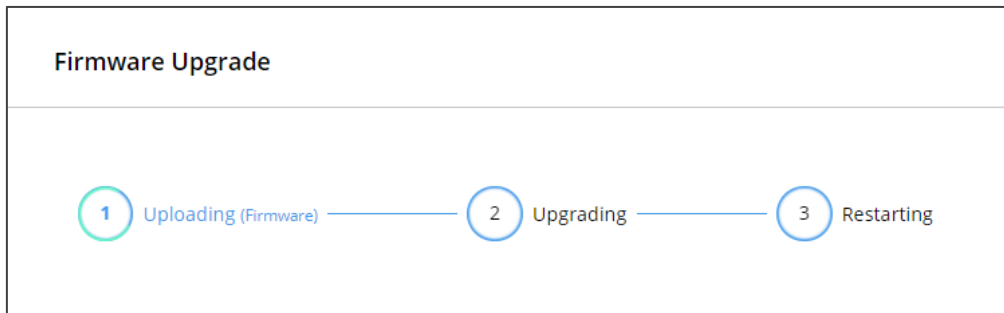 Firmware Upgrade
1 Uploading (Firmware) 2 Upgrading 3 Restarting